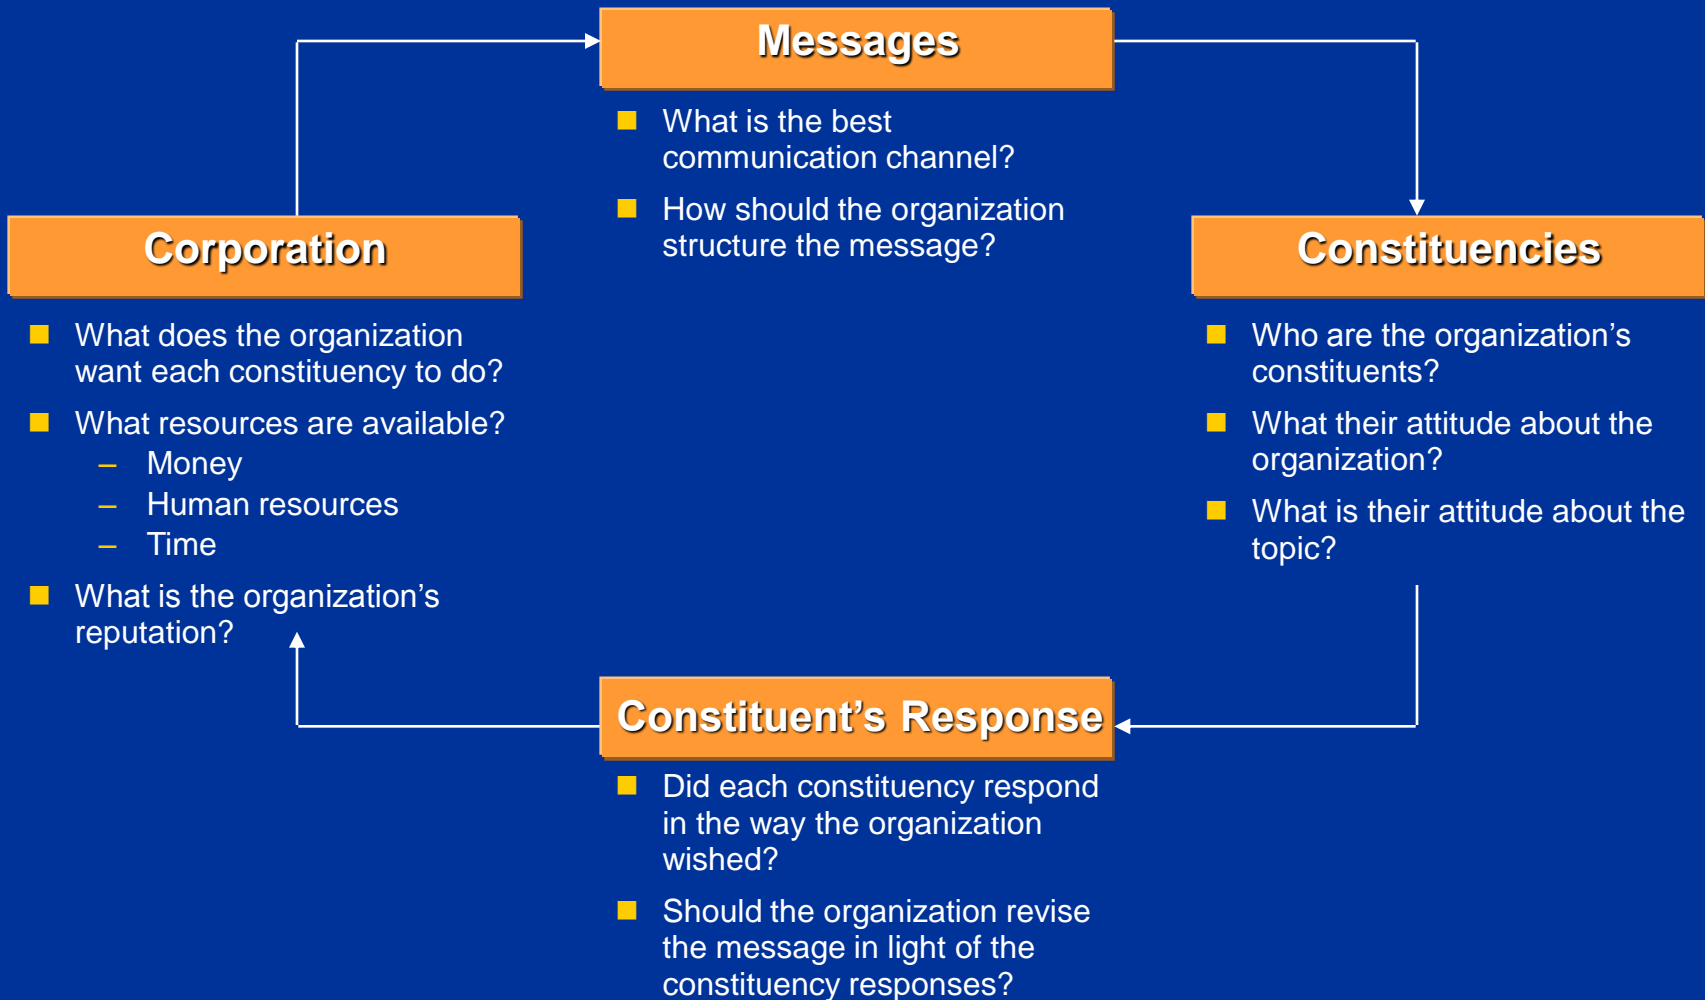 Messages
What is the best
communication channel?
How should the organization
structure the message?
Corporation
What does the organization
want each constituency to do?
What resources are available?
– Money
– Human resources
– Time
What is the organization’s
reputation?
Constituencies
Who are the organization’s
constituents?
What their attitude about the
organization?
What is their attitude about the
topic?
Constituent’s Response
Did each constituency respond
in the way the organization
wished?
Should the organization revise
the message in light of the
constituency responses?